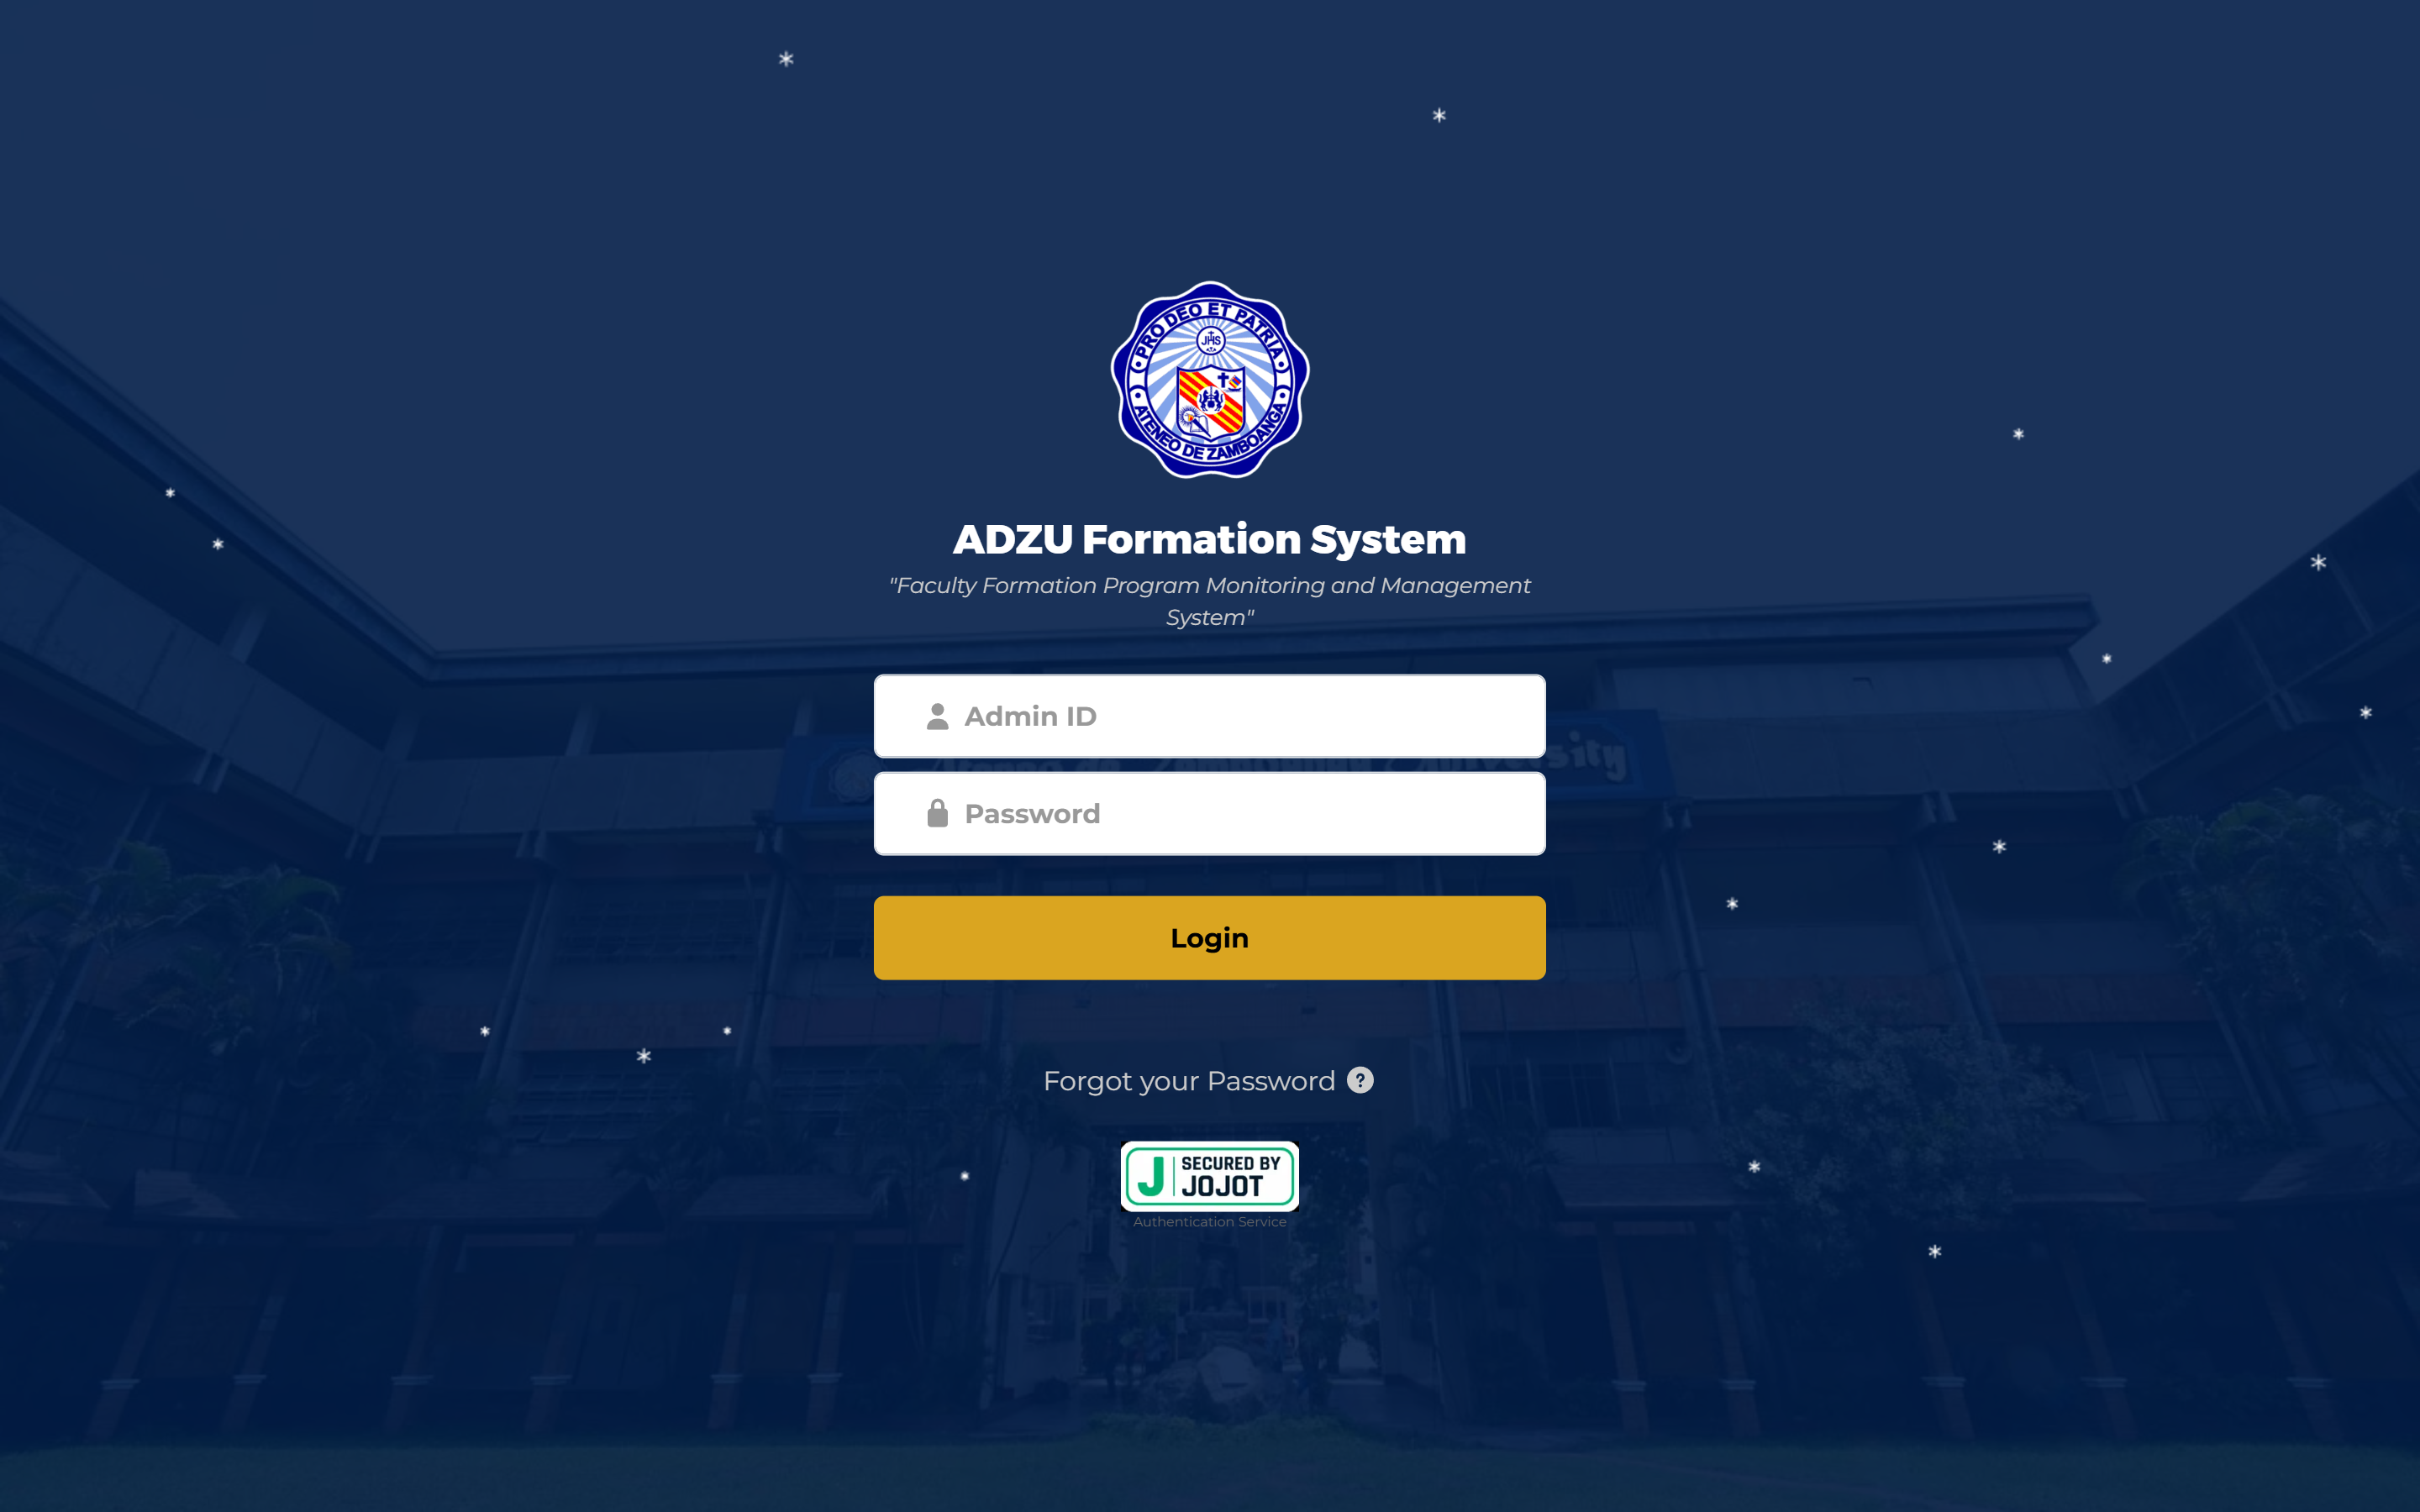 PRO DEO ET PATRIA
JHS
ATENEO DE ZAMBOANGA
ADZU Formation System
"Faculty Formation Program Monitoring and Management
System"
Admin ID
Password
Login
Forgot your Password ?
J SECURED BY
JOJOT
Authentication Service